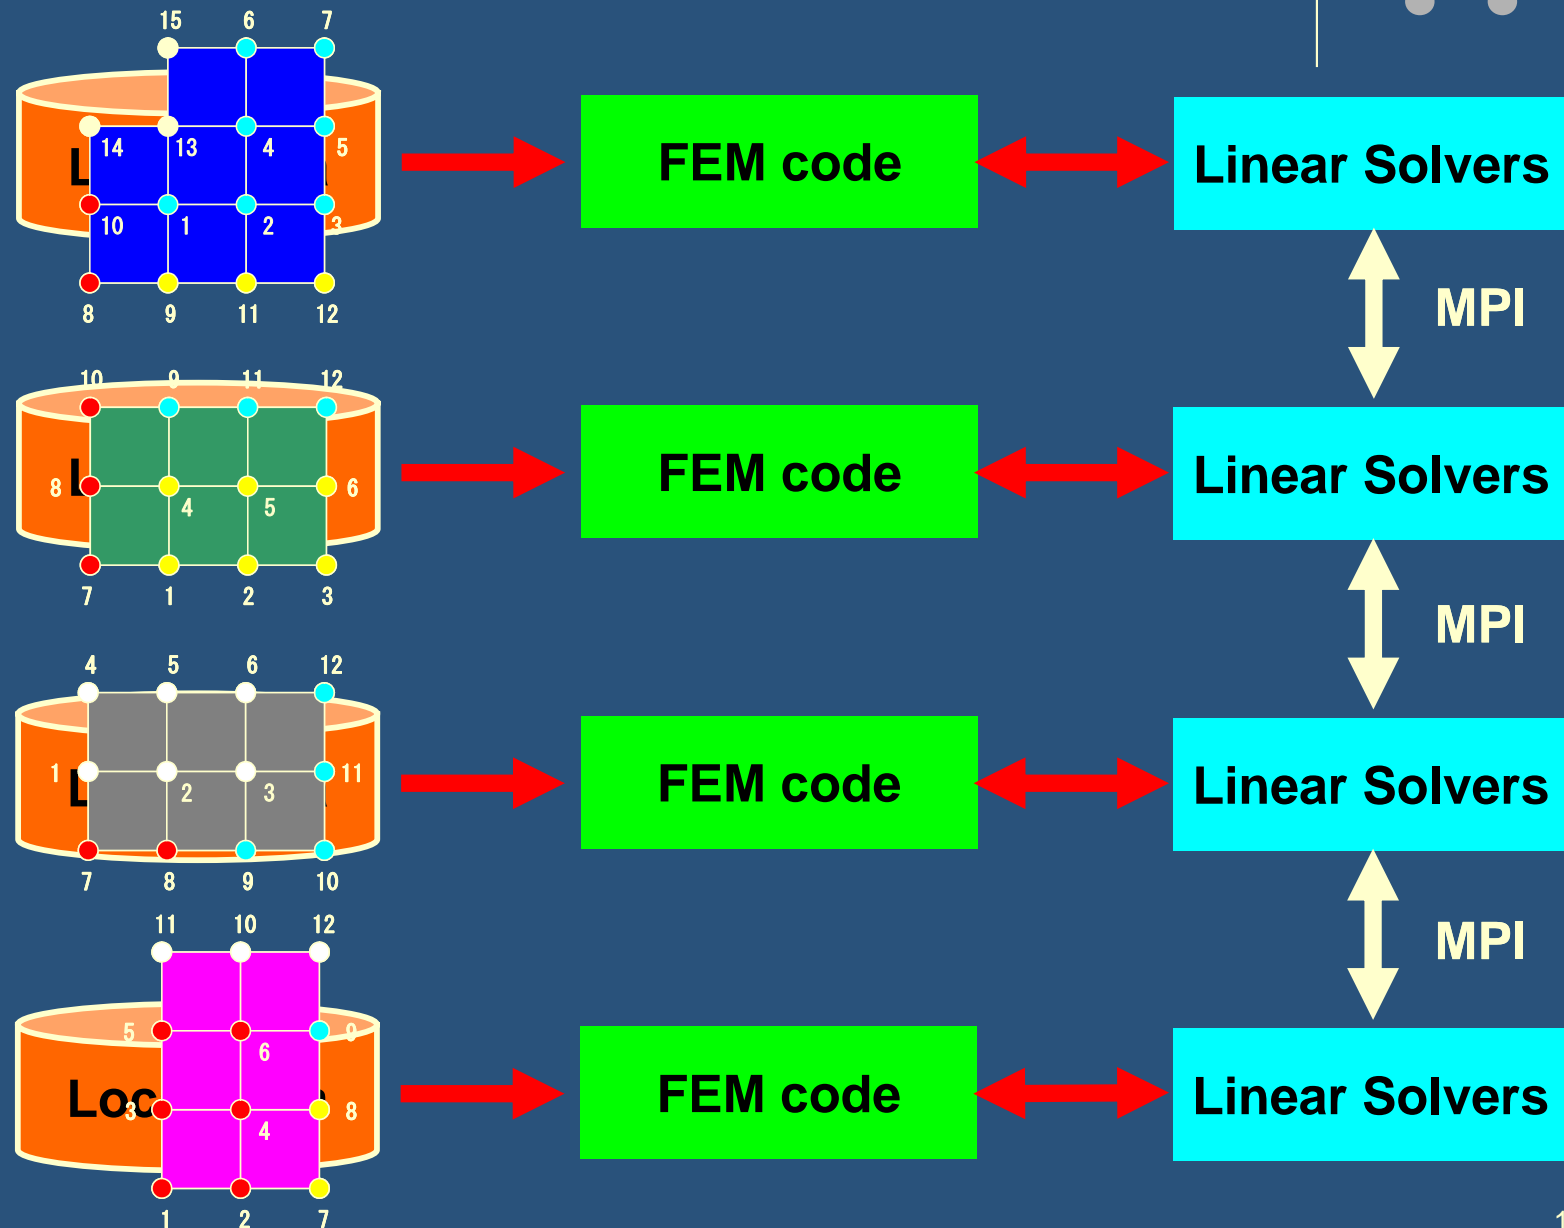 15 6 7
14 13 4 5
10 1 2 3
8 9 11 12
FEM code
Linear Solvers
MPI
10 9 11 12
8 4 5 6
7 1 2 3
FEM code
Linear Solvers
MPI
4 5 6 12
1 2 3 11
7 8 9 10
FEM code
Linear Solvers
MPI
11 10 12
5 6 9
3 4 8
1 2 7
FEM code
Linear Solvers